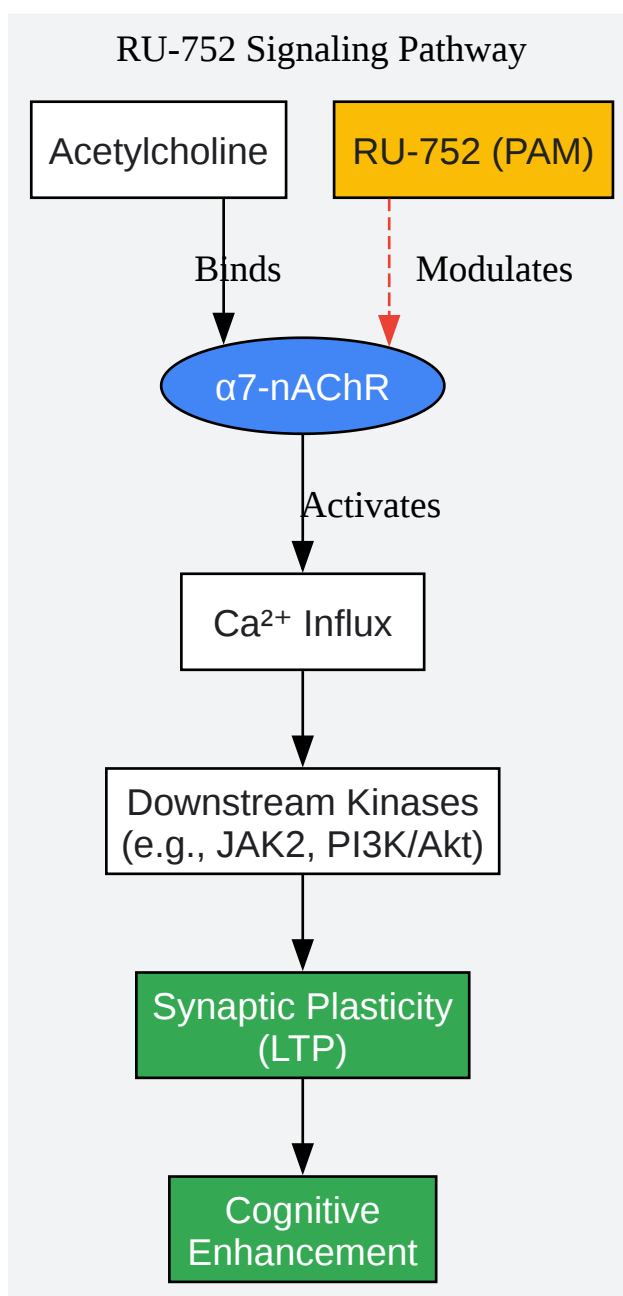 RU-752 Signaling Pathway
Acetylcholine
RU-752 (PAM)
Binds
Modulates
α7-nAChR
Activates
Ca²⁺ Influx
Downstream Kinases
(e.g., JAK2, PI3K/Akt)
Synaptic Plasticity
(LTP)
Cognitive
Enhancement